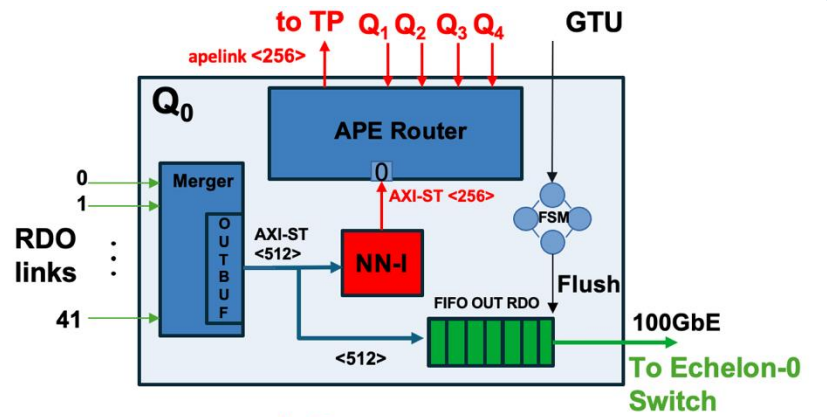 to TP Q1 Q2 Q3 Q4 GTU
apelink <256>
Q0
APE Router
0
Merger
0
1
AXI-ST <256>
OUTBUF
AXI-ST
<512>
NN-I
FSM
RDO
links
⋮
41
Flush
FIFO OUT RDO
<512>
100GbE
To Echelon-0
Switch